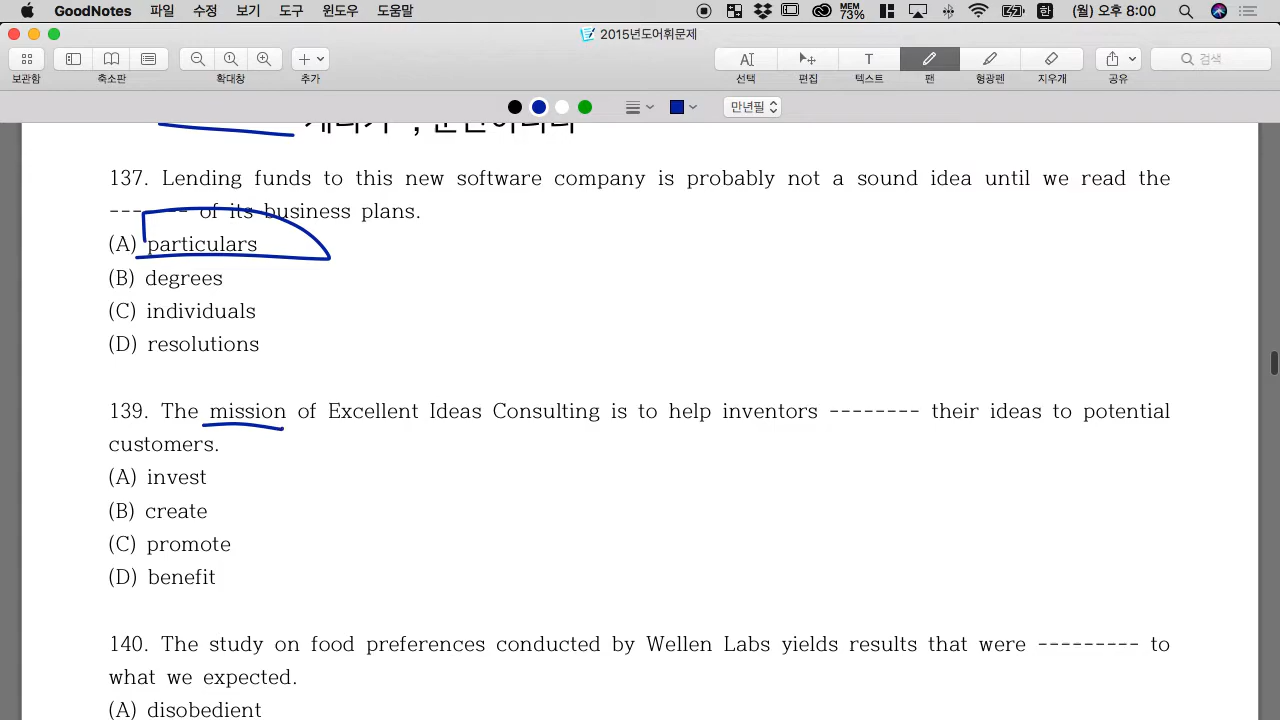 GoodNotes 파일 수정 보기 도구 윈도우 도움말 MEM 73% 한 (월) 오후 8:00
2015년도어휘문제
보관함 축소판 확대창 추가 선택 편집 텍스트 펜 형광펜 지우개 공유 검색
만년필
137. Lending funds to this new software company is probably not a sound idea until we read the
-------- of its business plans.
(A) particulars
(B) degrees
(C) individuals
(D) resolutions
139. The mission of Excellent Ideas Consulting is to help inventors -------- their ideas to potential
customers.
(A) invest
(B) create
(C) promote
(D) benefit
140. The study on food preferences conducted by Wellen Labs yields results that were --------- to
what we expected.
(A) disobedient